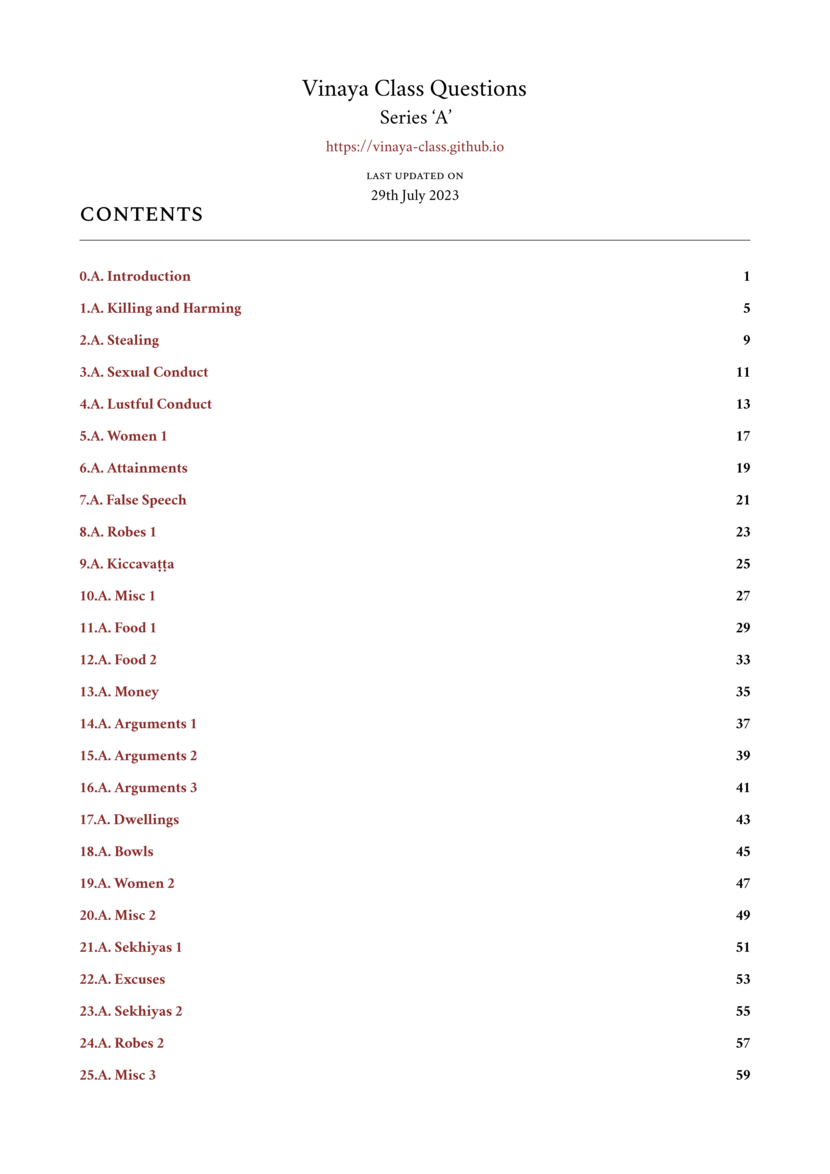 Vinaya Class Questions
Series ‘A’
https://vinaya-class.github.io
LAST UPDATED ON
29th July 2023
CONTENTS
0.A. Introduction 1
1.A. Killing and Harming 5
2.A. Stealing 9
3.A. Sexual Conduct 11
4.A. Lustful Conduct 13
5.A. Women 1 17
6.A. Attainments 19
7.A. False Speech 21
8.A. Robes 1 23
9.A. Kiccavaṭṭa 25
10.A. Misc 1 27
11.A. Food 1 29
12.A. Food 2 33
13.A. Money 35
14.A. Arguments 1 37
15.A. Arguments 2 39
16.A. Arguments 3 41
17.A. Dwellings 43
18.A. Bowls 45
19.A. Women 2 47
20.A. Misc 2 49
21.A. Sekhiyas 1 51
22.A. Excuses 53
23.A. Sekhiyas 2 55
24.A. Robes 2 57
25.A. Misc 3 59